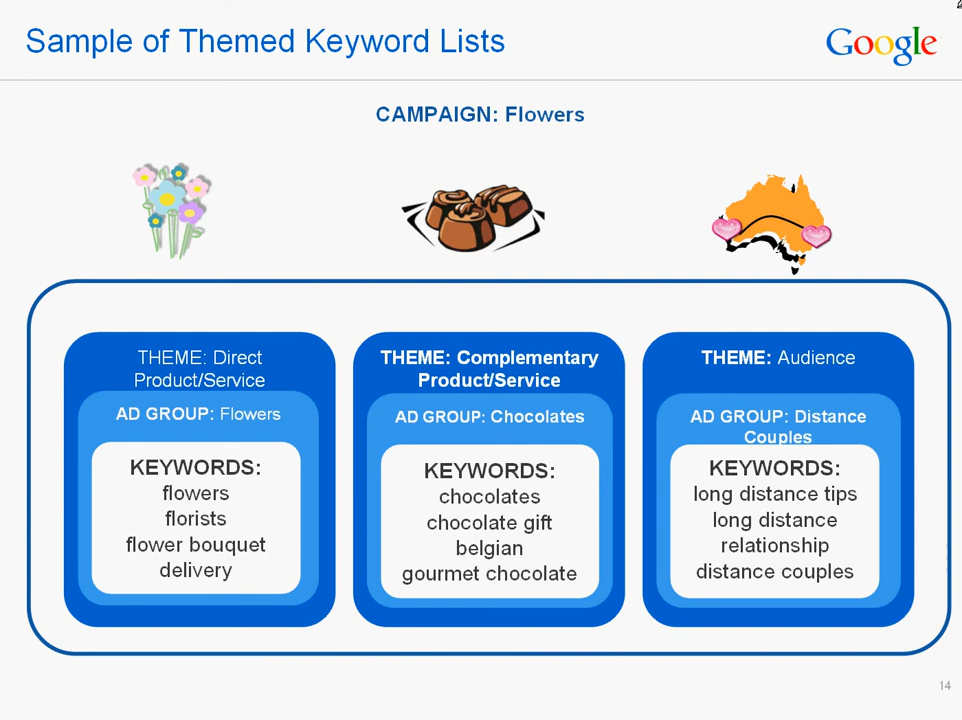 Sample of Themed Keyword Lists
Google
CAMPAIGN: Flowers
THEME: Direct
Product/Service
AD GROUP: Flowers
KEYWORDS:
flowers
florists
flower bouquet
delivery
THEME: Complementary
Product/Service
AD GROUP: Chocolates
KEYWORDS:
chocolates
chocolate gift
belgian
gourmet chocolate
THEME: Audience
AD GROUP: Distance
Couples
KEYWORDS:
long distance tips
long distance
relationship
distance couples
14